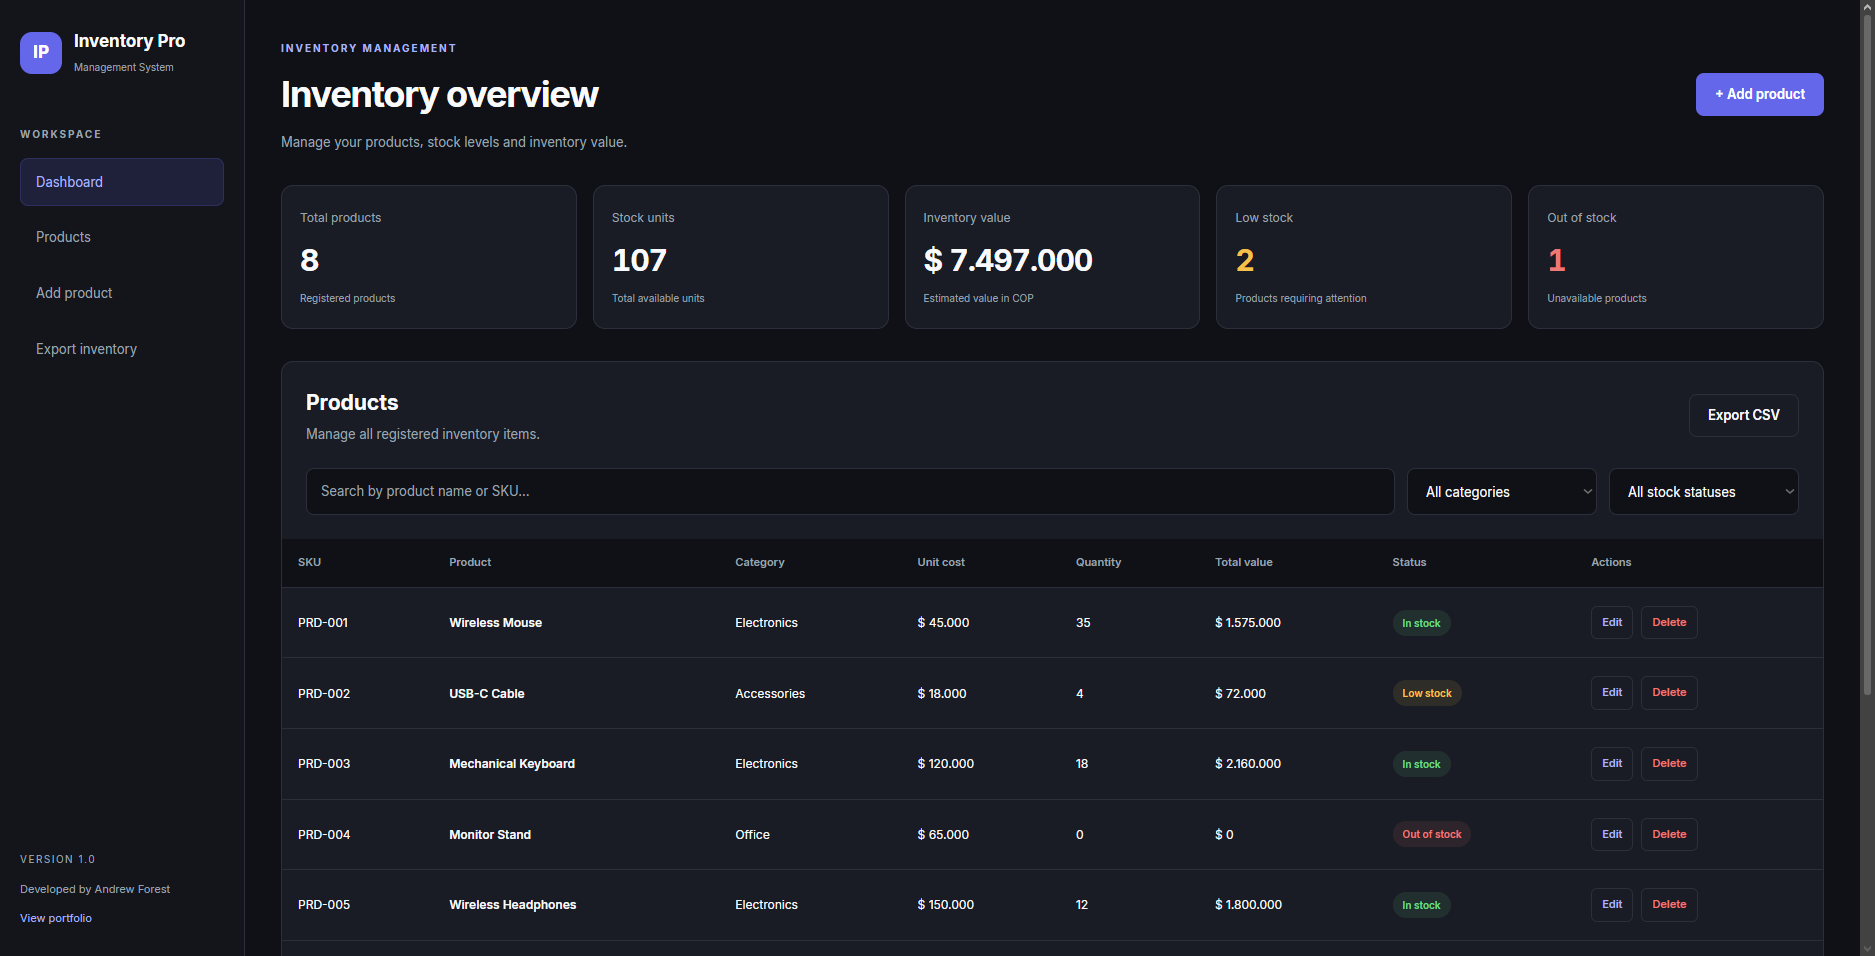 IP
Inventory Pro
Management System
WORKSPACE
Dashboard
Products
Add product
Export inventory
VERSION 1.0
Developed by Andrew Forest
View portfolio
INVENTORY MANAGEMENT
Inventory overview
Manage your products, stock levels and inventory value.
+ Add product
Total products
8
Registered products
Stock units
107
Total available units
Inventory value
$ 7.497.000
Estimated value in COP
Low stock
2
Products requiring attention
Out of stock
1
Unavailable products
Products
Manage all registered inventory items.
Export CSV
Search by product name or SKU...
All categories
All stock statuses
SKU Product Category Unit cost Quantity Total value Status Actions
PRD-001 Wireless Mouse Electronics $ 45.000 35 $ 1.575.000 In stock Edit Delete
PRD-002 USB-C Cable Accessories $ 18.000 4 $ 72.000 Low stock Edit Delete
PRD-003 Mechanical Keyboard Electronics $ 120.000 18 $ 2.160.000 In stock Edit Delete
PRD-004 Monitor Stand Office $ 65.000 0 $ 0 Out of stock Edit Delete
PRD-005 Wireless Headphones Electronics $ 150.000 12 $ 1.800.000 In stock Edit Delete